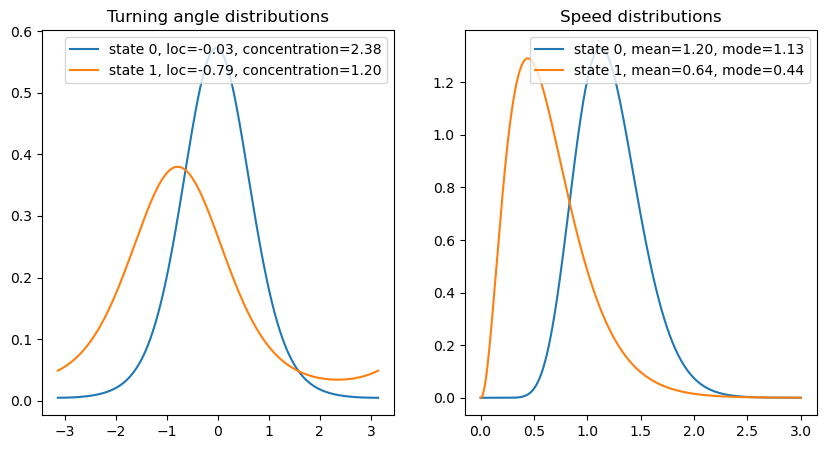 Turning angle distributions
state 0, loc=-0.03, concentration=2.38
state 1, loc=-0.79, concentration=1.20
0.6
0.5
0.4
0.3
0.2
0.1
0.0
−3 −2 −1 0 1 2 3
Speed distributions
state 0, mean=1.20, mode=1.13
state 1, mean=0.64, mode=0.44
1.2
1.0
0.8
0.6
0.4
0.2
0.0
0.0 0.5 1.0 1.5 2.0 2.5 3.0